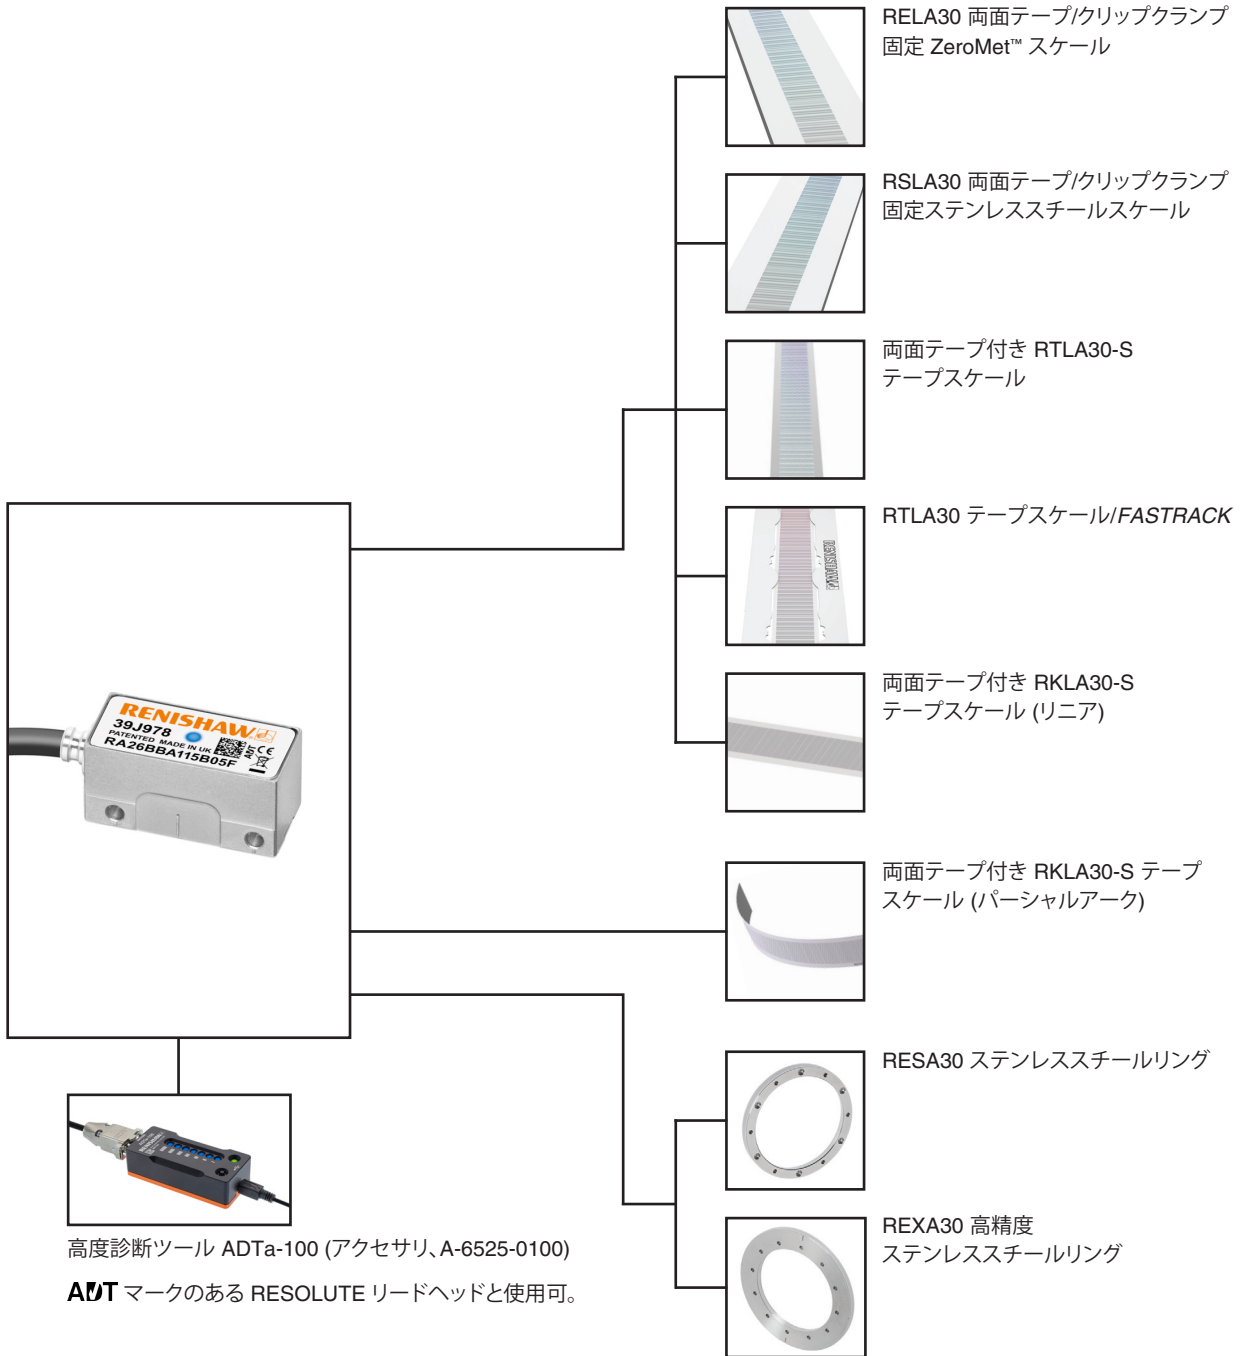 RELA30 両面テープ/クリップクランプ
固定 ZeroMet™ スケール
RSLA30 両面テープ/クリップクランプ
固定ステンレススチールスケール
両面テープ付き RTLA30-S
テープスケール
RTLA30 テープスケール/FASTRACK
RENISHAW
両面テープ付き RKLA30-S
テープスケール (リニア)
RENISHAW
39J978
PATENTED MADE IN UK
ADT CE
RA26BBA115B05F
両面テープ付き RKLA30-S テープ
スケール (パーシャルアーク)
RESA30 ステンレススチールリング
REXA30 高精度
ステンレススチールリング
高度診断ツール ADTa-100 (アクセサリ、A-6525-0100)
ADT マークのある RESOLUTE リードヘッドと使用可。